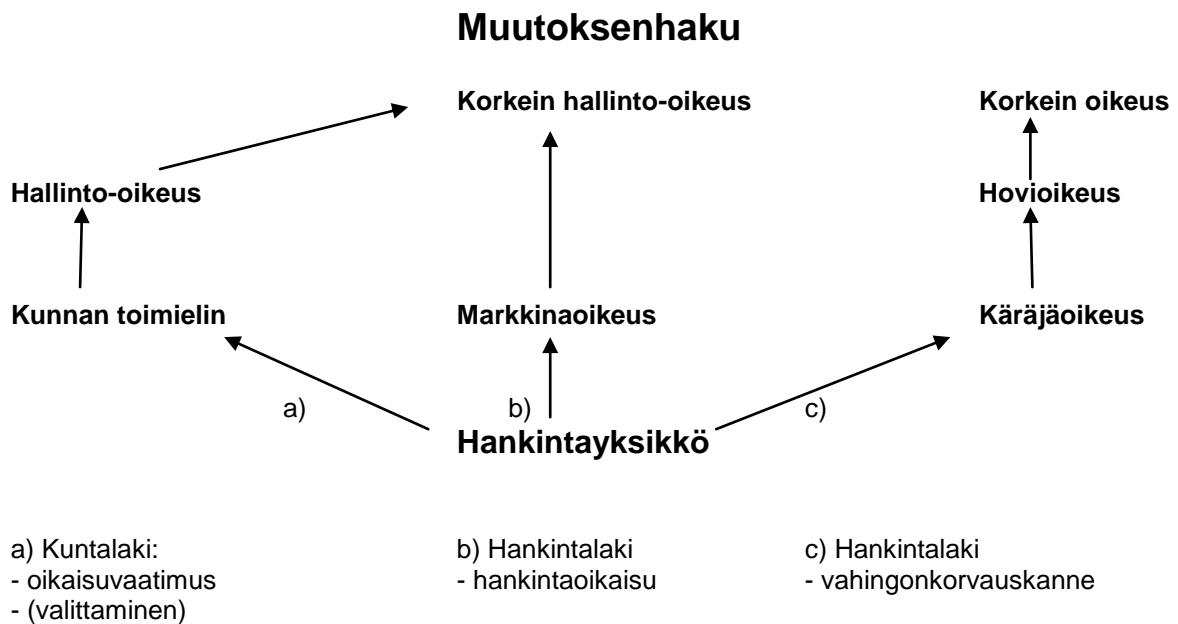 Muutoksenhaku
Korkein hallinto-oikeus
Korkein oikeus
Hallinto-oikeus
Hovioikeus
Kunnan toimielin
Markkinaoikeus
Käräjäoikeus
a)
b)
c)
Hankintayksikkö
a) Kuntalaki:
- oikaisuvaatimus
- (valittaminen)
b) Hankintalaki
- hankintaoikaisu
c) Hankintalaki
- vahingonkorvauskanne